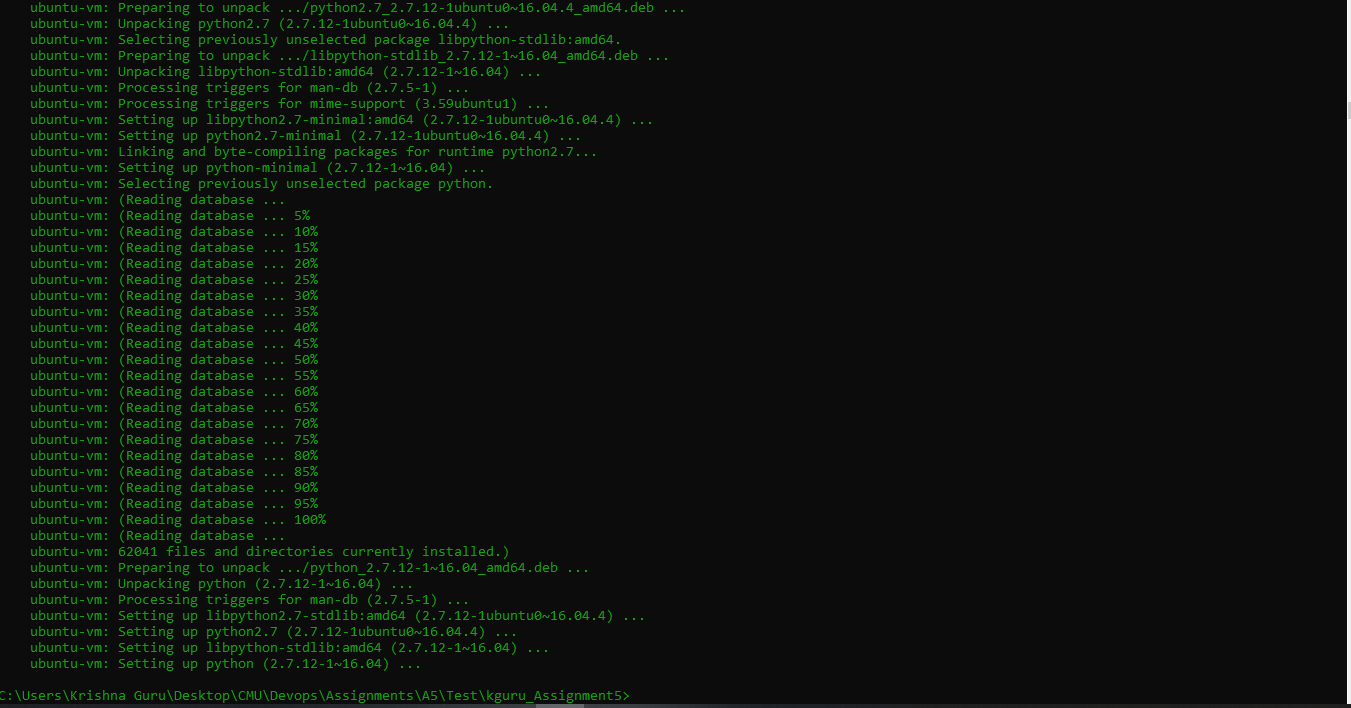 ubuntu-vm: Preparing to unpack .../python2.7_2.7.12-1ubuntu0~16.04.4_amd64.deb ...
ubuntu-vm: Unpacking python2.7 (2.7.12-1ubuntu0~16.04.4) ...
ubuntu-vm: Selecting previously unselected package libpython-stdlib:amd64.
ubuntu-vm: Preparing to unpack .../libpython-stdlib_2.7.12-1~16.04_amd64.deb ...
ubuntu-vm: Unpacking libpython-stdlib:amd64 (2.7.12-1~16.04) ...
ubuntu-vm: Processing triggers for man-db (2.7.5-1) ...
ubuntu-vm: Processing triggers for mime-support (3.59ubuntu1) ...
ubuntu-vm: Setting up libpython2.7-minimal:amd64 (2.7.12-1ubuntu0~16.04.4) ...
ubuntu-vm: Setting up python2.7-minimal (2.7.12-1ubuntu0~16.04.4) ...
ubuntu-vm: Linking and byte-compiling packages for runtime python2.7...
ubuntu-vm: Setting up python-minimal (2.7.12-1~16.04) ...
ubuntu-vm: Selecting previously unselected package python.
ubuntu-vm: (Reading database ...
ubuntu-vm: (Reading database ... 5%
ubuntu-vm: (Reading database ... 10%
ubuntu-vm: (Reading database ... 15%
ubuntu-vm: (Reading database ... 20%
ubuntu-vm: (Reading database ... 25%
ubuntu-vm: (Reading database ... 30%
ubuntu-vm: (Reading database ... 35%
ubuntu-vm: (Reading database ... 40%
ubuntu-vm: (Reading database ... 45%
ubuntu-vm: (Reading database ... 50%
ubuntu-vm: (Reading database ... 55%
ubuntu-vm: (Reading database ... 60%
ubuntu-vm: (Reading database ... 65%
ubuntu-vm: (Reading database ... 70%
ubuntu-vm: (Reading database ... 75%
ubuntu-vm: (Reading database ... 80%
ubuntu-vm: (Reading database ... 85%
ubuntu-vm: (Reading database ... 90%
ubuntu-vm: (Reading database ... 95%
ubuntu-vm: (Reading database ... 100%
ubuntu-vm: (Reading database ...
ubuntu-vm: 62041 files and directories currently installed.)
ubuntu-vm: Preparing to unpack .../python_2.7.12-1~16.04_amd64.deb ...
ubuntu-vm: Unpacking python (2.7.12-1~16.04) ...
ubuntu-vm: Processing triggers for man-db (2.7.5-1) ...
ubuntu-vm: Setting up libpython2.7-stdlib:amd64 (2.7.12-1ubuntu0~16.04.4) ...
ubuntu-vm: Setting up python2.7 (2.7.12-1ubuntu0~16.04.4) ...
ubuntu-vm: Setting up libpython-stdlib:amd64 (2.7.12-1~16.04) ...
ubuntu-vm: Setting up python (2.7.12-1~16.04) ...
C:\Users\Krishna Guru\Desktop\CMU\Devops\Assignments\A5\Test\kguru_Assignment5>